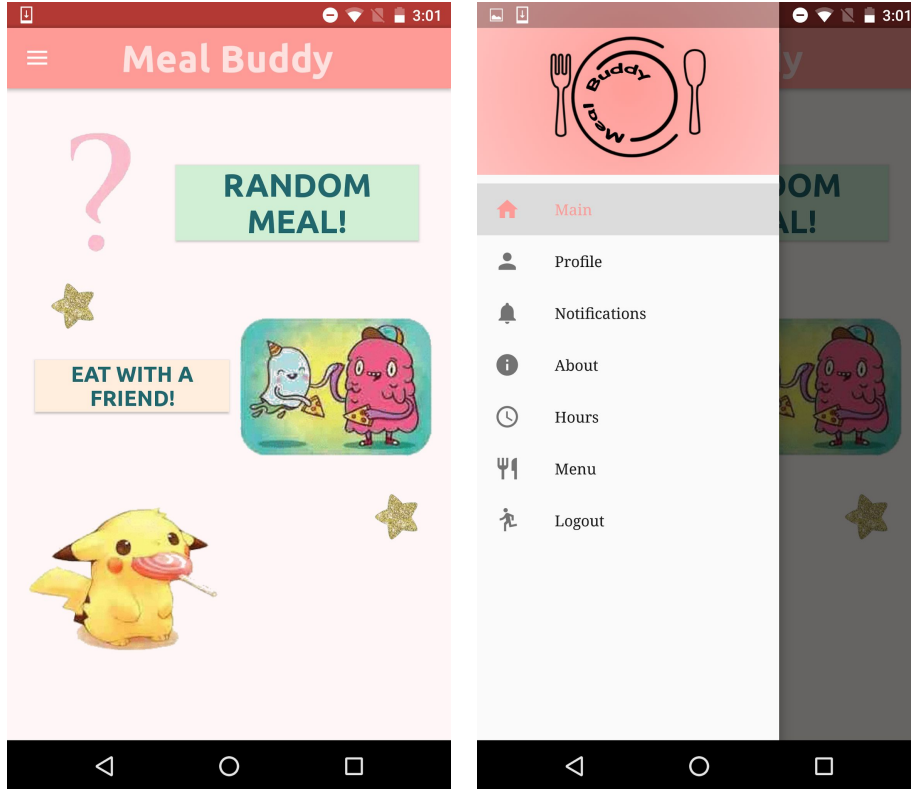 3:01
Meal Buddy
RANDOM
MEAL!
EAT WITH A
FRIEND!
3:01
y
Meal Buddy
Main
DOM
AL!
Profile
Notifications
About
Hours
Menu
Logout